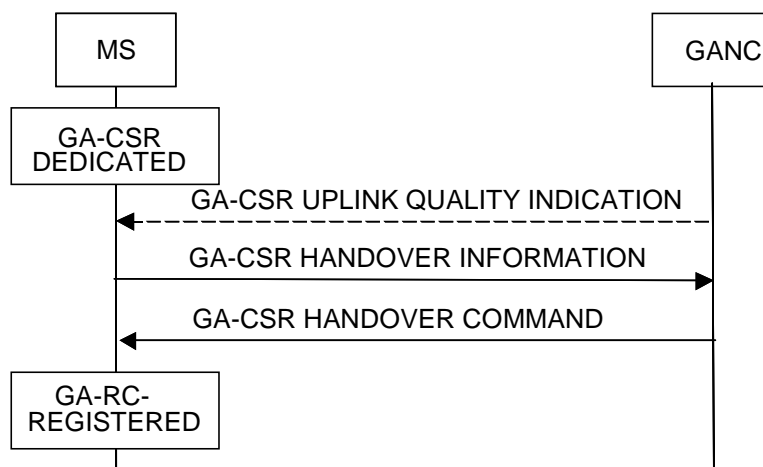 MS
GANC
GA-CSR
DEDICATED
GA-CSR UPLINK QUALITY INDICATION
GA-CSR HANDOVER INFORMATION
GA-CSR HANDOVER COMMAND
GA-RC-
REGISTERED